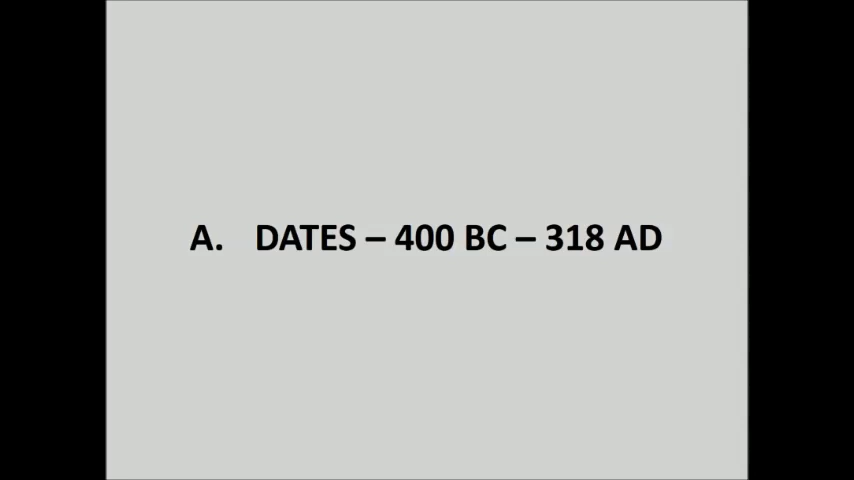 A. DATES – 400 BC – 318 AD